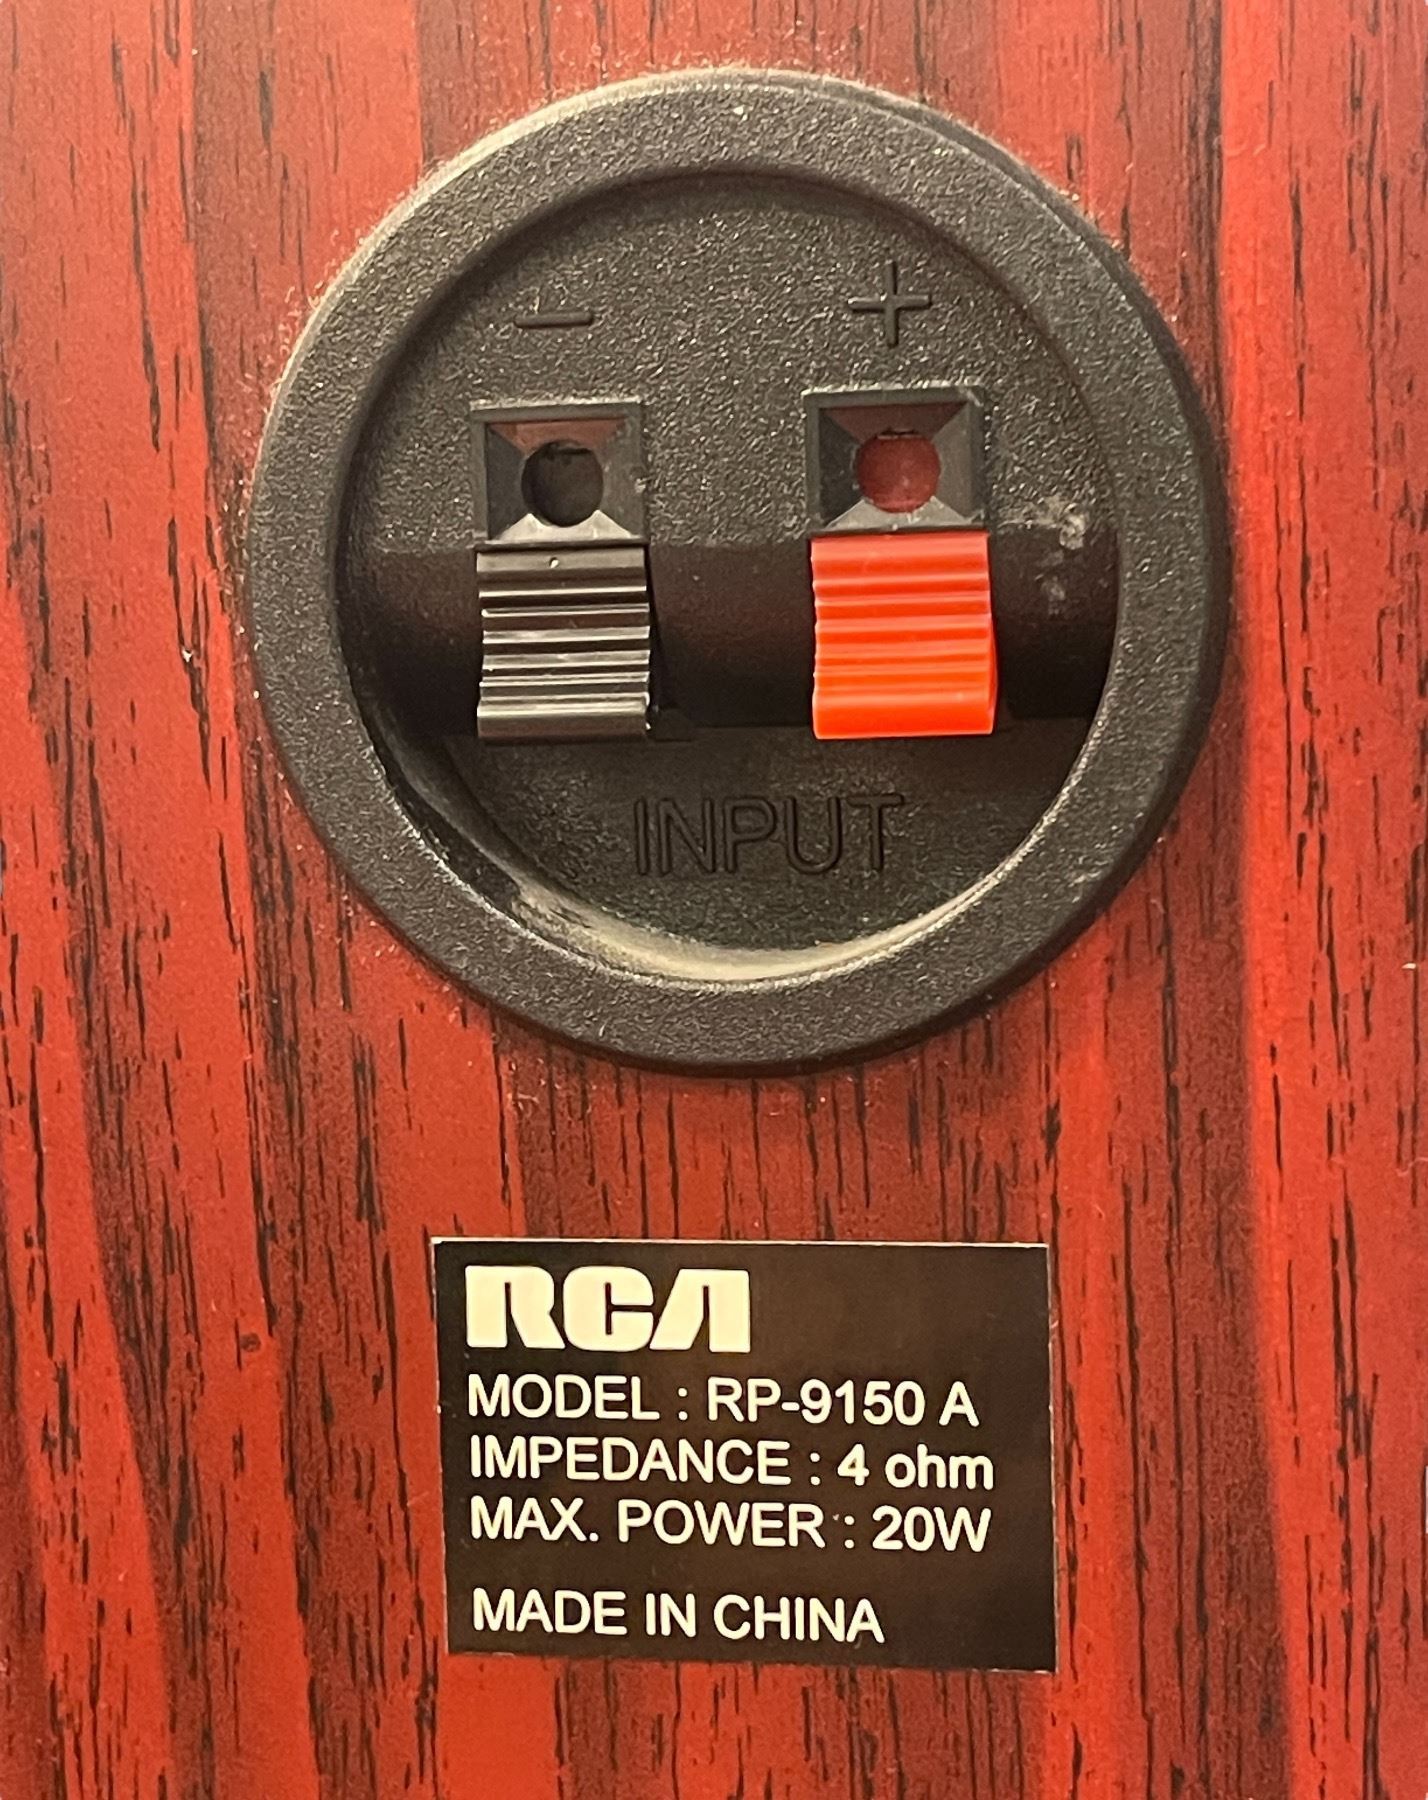 - +
INPUT
RCA
MODEL : RP-9150 A
IMPEDANCE : 4 ohm
MAX. POWER : 20W
MADE IN CHINA